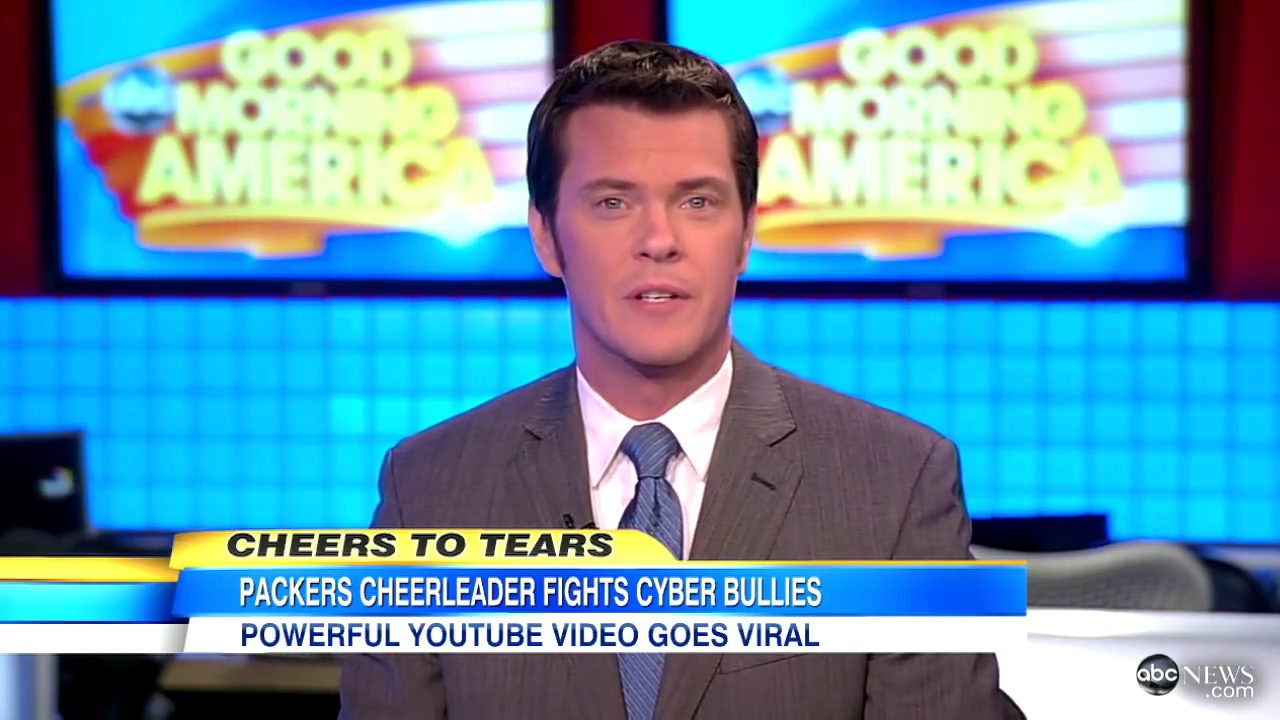 GOOD
MORNING
AMERICA
abc
GOOD
MORNING
AMERICA
CHEERS TO TEARS
PACKERS CHEERLEADER FIGHTS CYBER BULLIES
POWERFUL YOUTUBE VIDEO GOES VIRAL
abc NEWS
.com